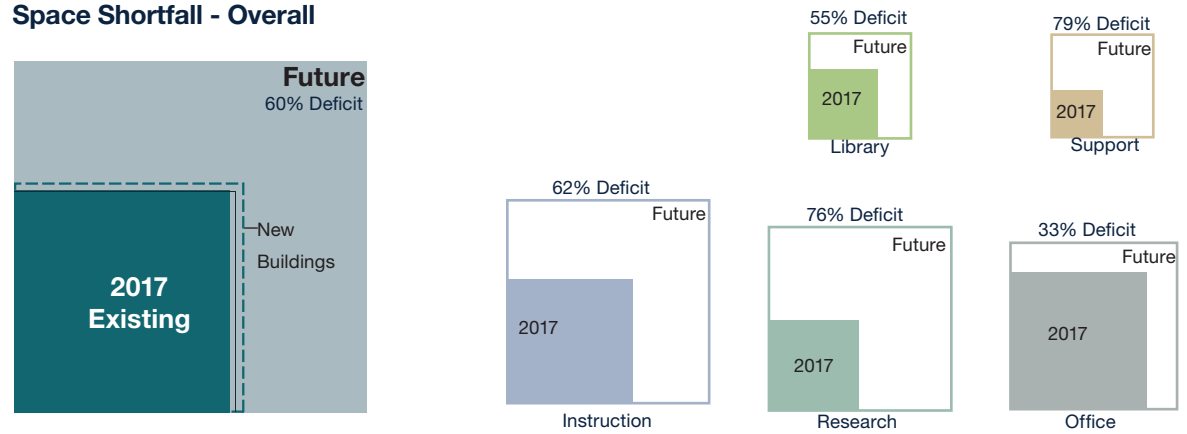 Space Shortfall - Overall
Future
60% Deficit
New
Buildings
2017
Existing
55% Deficit
Future
2017
Library
79% Deficit
Future
2017
Support
62% Deficit
Future
2017
Instruction
76% Deficit
Future
2017
Research
33% Deficit
Future
2017
Office